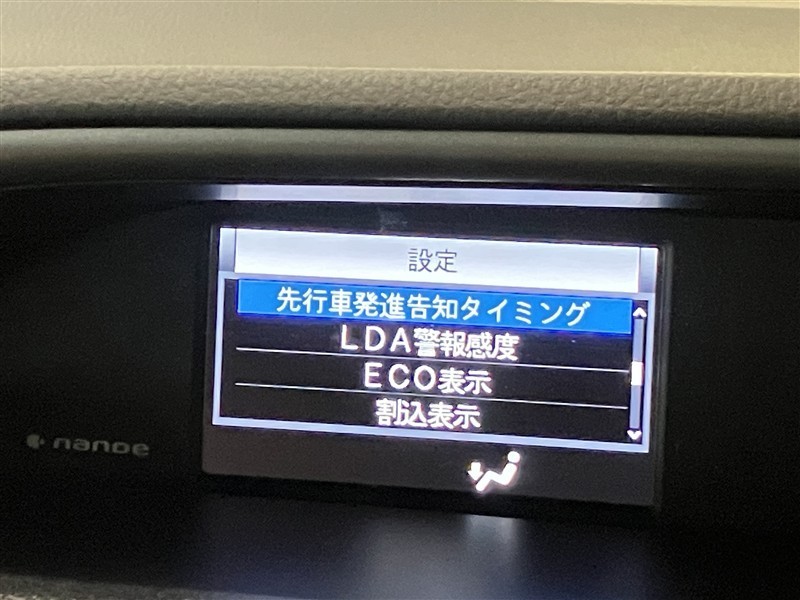 設定
先行車発進告知タイミング
LDA警報感度
ECO表示
割込表示
nanoe